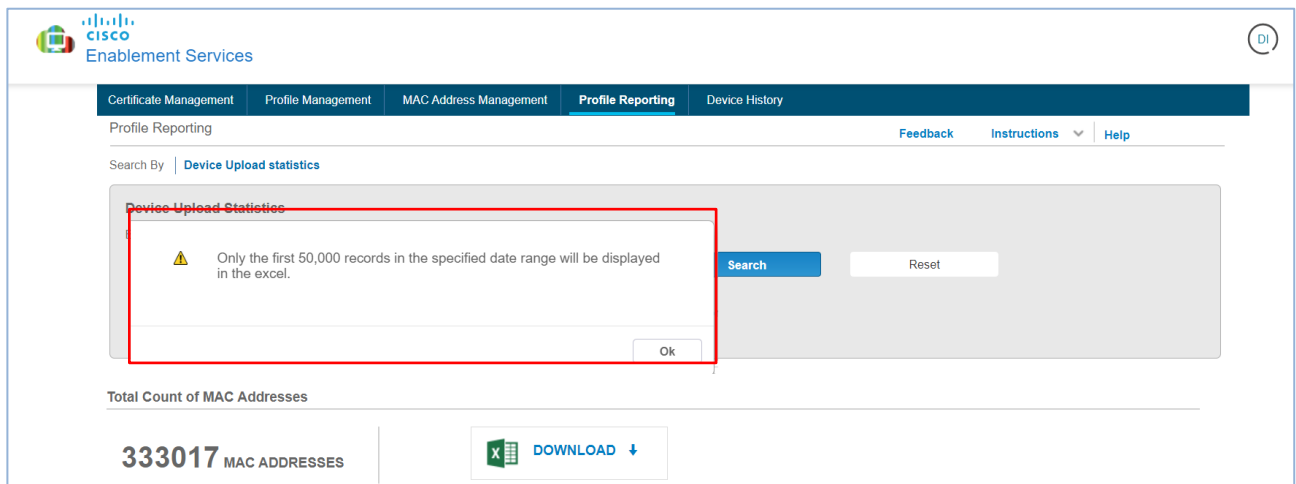 CISCO
Enablement Services
DI
Certificate Management Profile Management MAC Address Management Profile Reporting Device History
Profile Reporting
Feedback Instructions Help
Search By Device Upload statistics
Device Upload Statistics
Only the first 50,000 records in the specified date range will be displayed
in the excel.
Search Reset
Ok
Total Count of MAC Addresses
333017 MAC ADDRESSES
DOWNLOAD